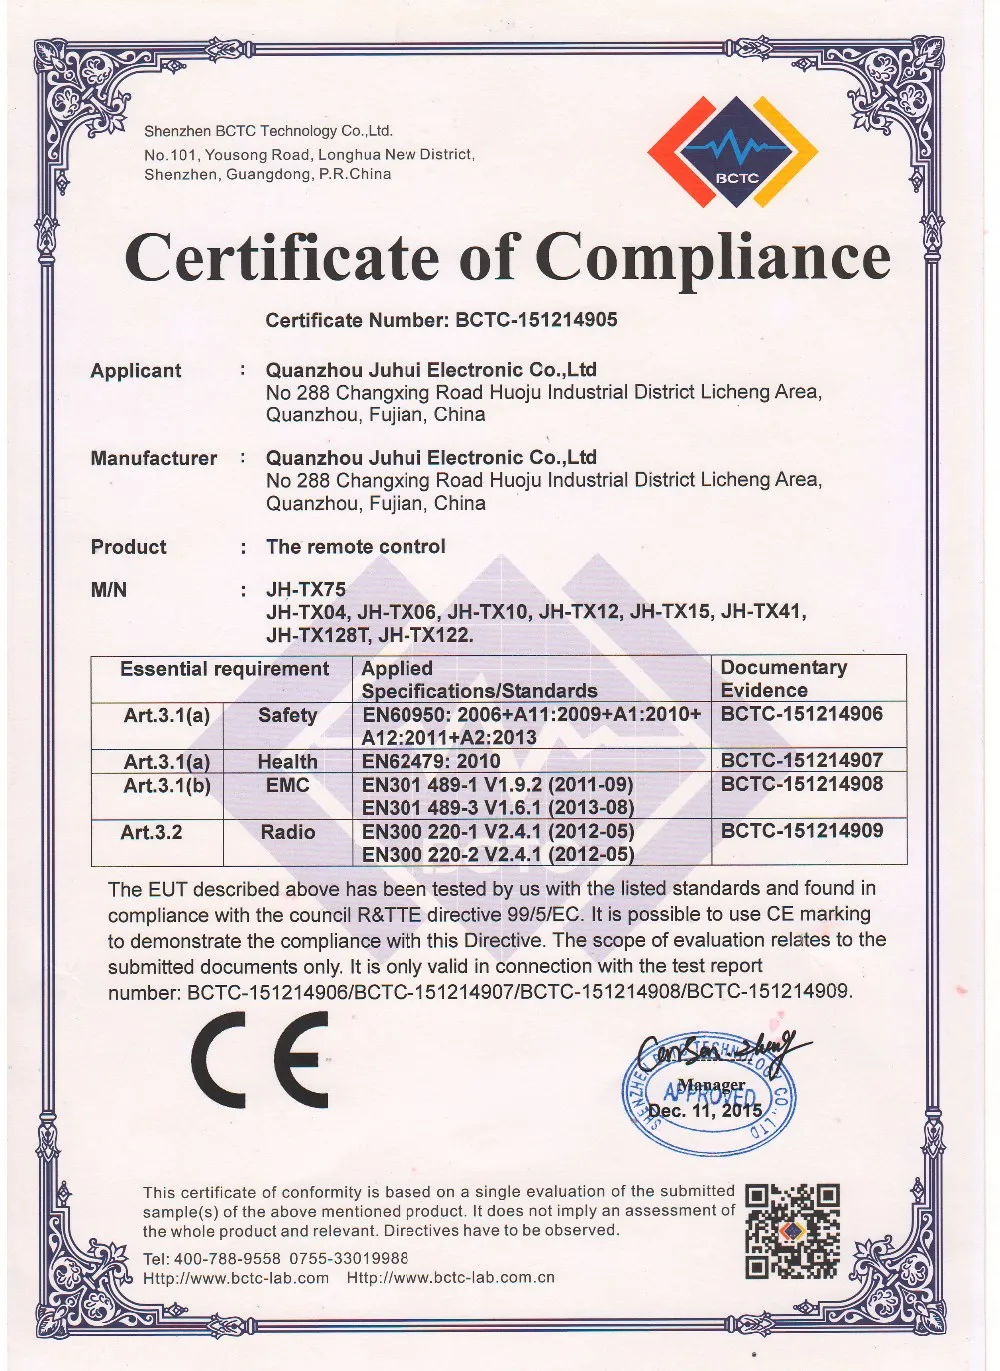 Shenzhen BCTC Technology Co.,Ltd.
No.101, Yousong Road, Longhua New District,
Shenzhen, Guangdong, P.R.China
BCTC
Certificate of Compliance
Certificate Number: BCTC-151214905
Applicant : Quanzhou Juhui Electronic Co.,Ltd
No 288 Changxing Road Huoju Industrial District Licheng Area,
Quanzhou, Fujian, China
Manufacturer : Quanzhou Juhui Electronic Co.,Ltd
No 288 Changxing Road Huoju Industrial District Licheng Area,
Quanzhou, Fujian, China
Product : The remote control
M/N : JH-TX75
JH-TX04, JH-TX06, JH-TX10, JH-TX12, JH-TX15, JH-TX41,
JH-TX128T, JH-TX122.
Essential requirement Applied Documentary
Specifications/Standards Evidence
Art.3.1(a) Safety EN60950: 2006+A11:2009+A1:2010+ BCTC-151214906
A12:2011+A2:2013
Art.3.1(a) Health EN62479: 2010 BCTC-151214907
Art.3.1(b) EMC EN301 489-1 V1.9.2 (2011-09) BCTC-151214908
EN301 489-3 V1.6.1 (2013-08)
Art.3.2 Radio EN300 220-1 V2.4.1 (2012-05) BCTC-151214909
EN300 220-2 V2.4.1 (2012-05)
BCTC
The EUT described above has been tested by us with the listed standards and found in
compliance with the council R&TTE directive 99/5/EC. It is possible to use CE marking
to demonstrate the compliance with this Directive. The scope of evaluation relates to the
submitted documents only. It is only valid in connection with the test report
number: BCTC-151214906/BCTC-151214907/BCTC-151214908/BCTC-151214909.
CE
SHENZHEN BCTC TECHNOLOGY CO., LTD
Manager
APPROVED
Dec. 11, 2015
This certificate of conformity is based on a single evaluation of the submitted
sample(s) of the above mentioned product. It does not imply an assessment of
the whole product and relevant. Directives have to be observed.
Tel: 400-788-9558 0755-33019988
Http://www.bctc-lab.com Http://www.bctc-lab.com.cn